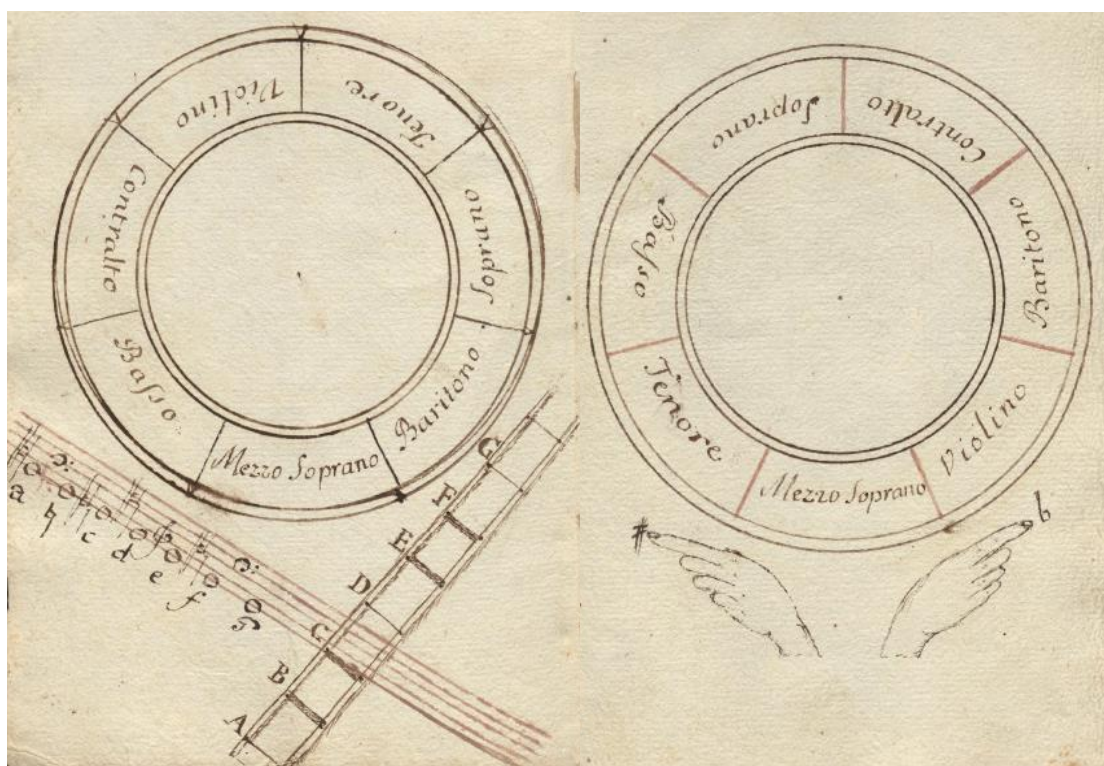 Violino
Tenore
Soprano
Baritono
Mezzo Soprano
Baſso
Contralto
a
♮
c
d
e
f
g
G
F
E
D
C
B
A
Soprano
Contralto
Baritono
Violino
Mezzo Soprano
Tenore
Baſso
#
b